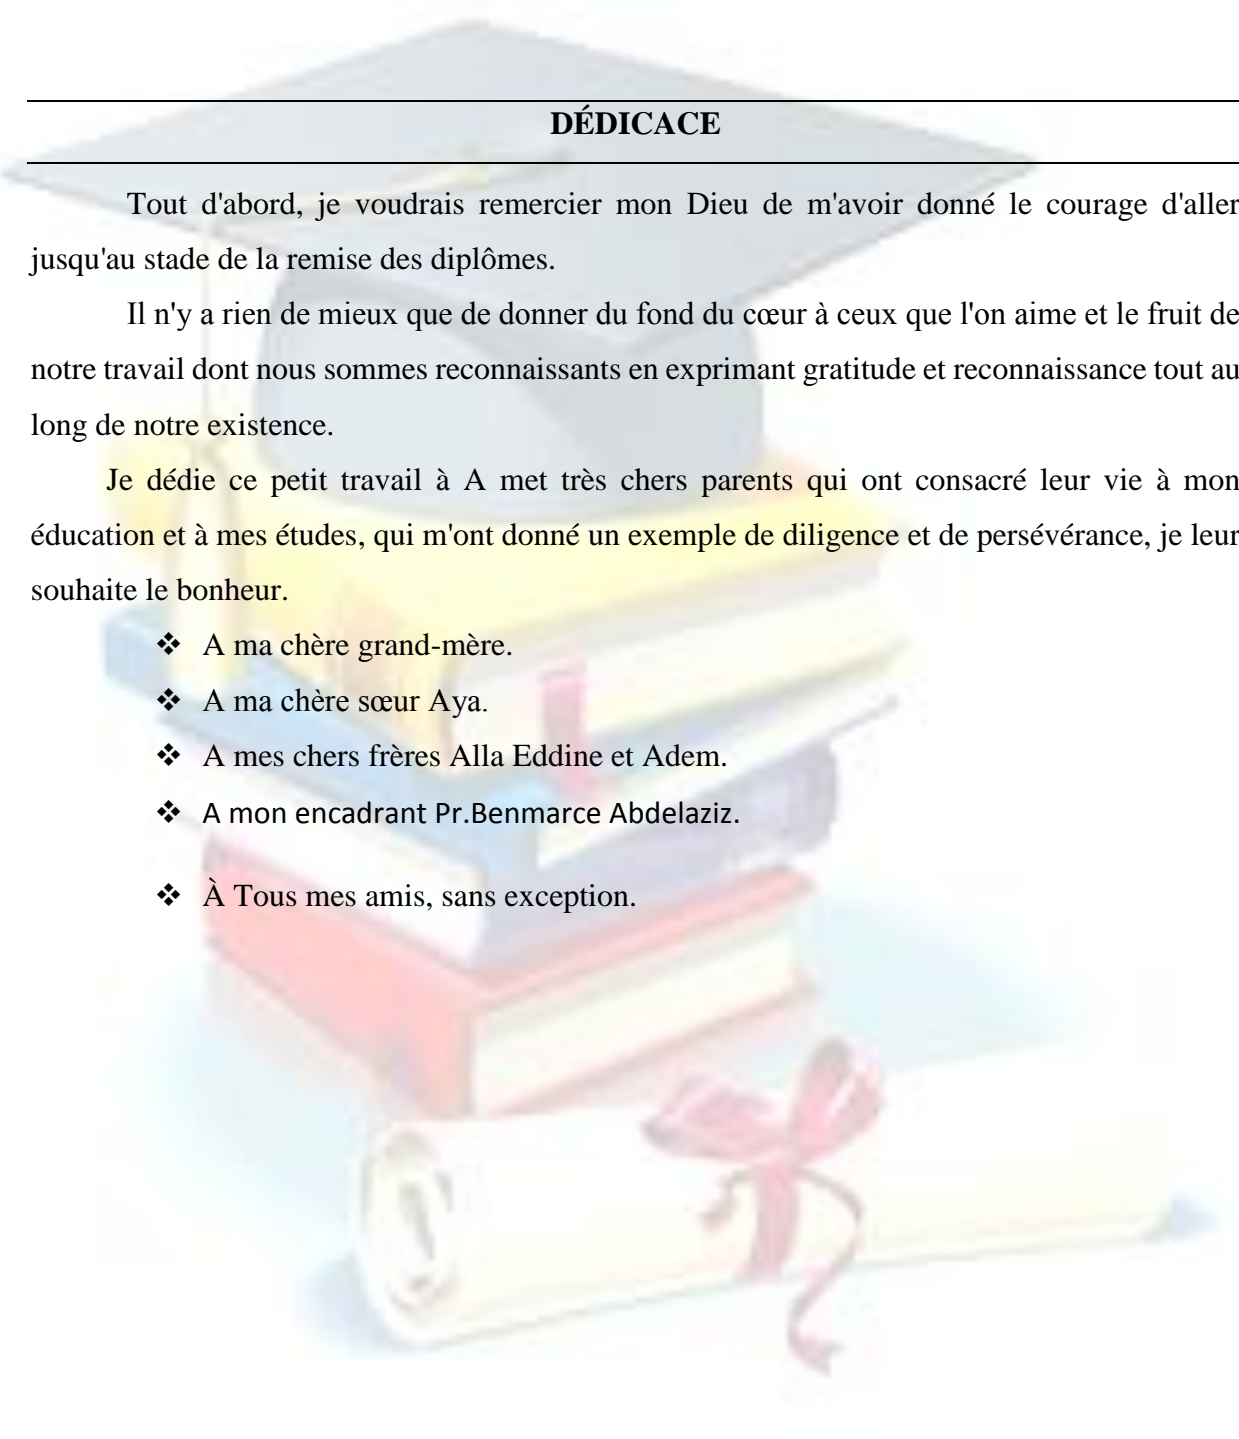 DÉDICACE
Tout d'abord, je voudrais remercier mon Dieu de m'avoir donné le courage d'aller
jusqu'au stade de la remise des diplômes.
Il n'y a rien de mieux que de donner du fond du cœur à ceux que l'on aime et le fruit de
notre travail dont nous sommes reconnaissants en exprimant gratitude et reconnaissance tout au
long de notre existence.
Je dédie ce petit travail à A met très chers parents qui ont consacré leur vie à mon
éducation et à mes études, qui m'ont donné un exemple de diligence et de persévérance, je leur
souhaite le bonheur.
❖ A ma chère grand-mère.
❖ A ma chère sœur Aya.
❖ A mes chers frères Alla Eddine et Adem.
❖ A mon encadrant Pr.Benmarce Abdelaziz.
❖ À Tous mes amis, sans exception.